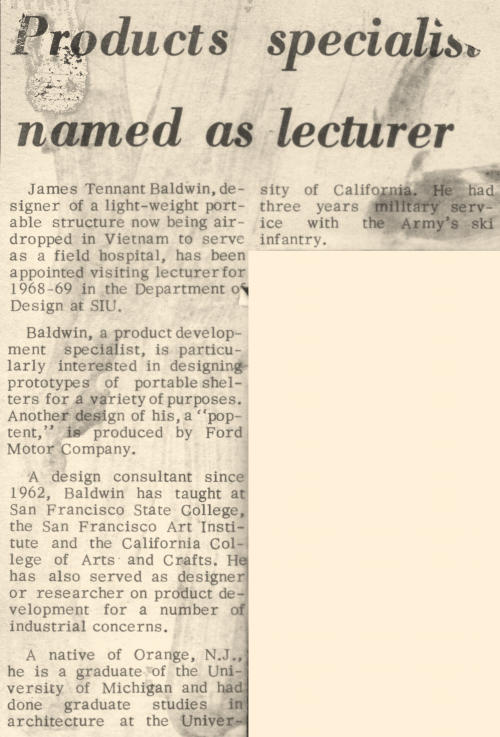 Products specialist
named as lecturer
James Tennant Baldwin, de-
signer of a light-weight port-
able structure now being air-
dropped in Vietnam to serve
as a field hospital, has been
appointed visiting lecturer for
1968-69 in the Department of
Design at SIU.
Baldwin, a product develop-
ment specialist, is particu-
larly interested in designing
prototypes of portable shel-
ters for a variety of purposes.
Another design of his, a “pop-
tent,” is produced by Ford
Motor Company.
A design consultant since
1962, Baldwin has taught at
San Francisco State College,
the San Francisco Art Insti-
tute and the California Col-
lege of Arts and Crafts. He
has also served as designer
or researcher on product de-
velopment for a number of
industrial concerns.
A native of Orange, N.J.,
he is a graduate of the Uni-
versity of Michigan and had
done graduate studies in
architecture at the Univer-
sity of California. He had
three years military serv-
ice with the Army’s ski
infantry.